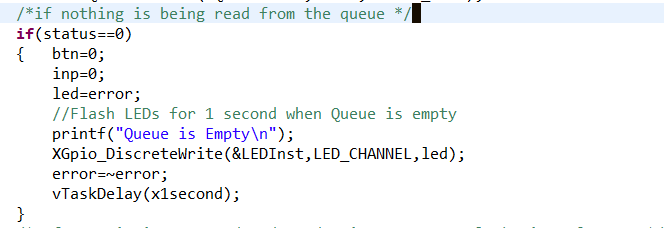 /*if nothing is being read from the queue */
if(status==0)
{   btn=0;
    inp=0;
    led=error;
    //Flash LEDs for 1 second when Queue is empty
    printf("Queue is Empty\n");
    XGpio_DiscreteWrite(&LEDInst,LED_CHANNEL,led);
    error=~error;
    vTaskDelay(x1second);
}